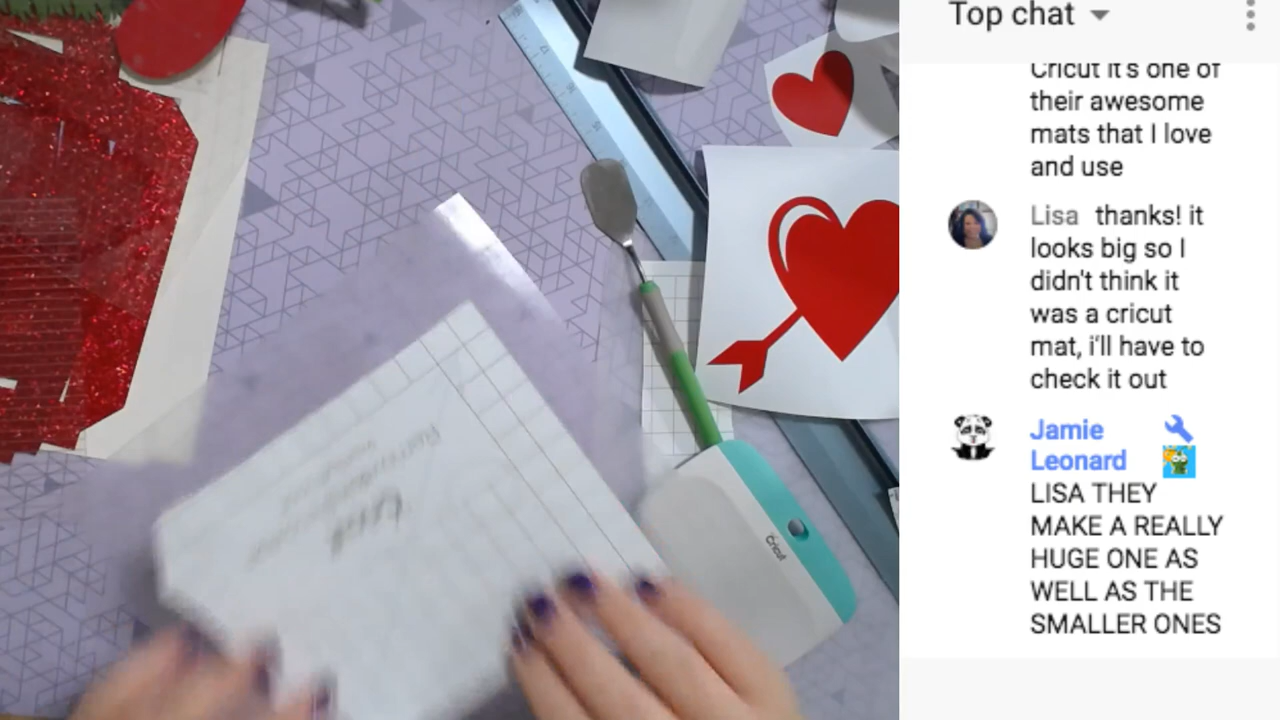 Top chat
Cricut it's one of
their awesome
mats that I love
and use
Lisa thanks! it
looks big so I
didn't think it
was a cricut
mat, i'll have to
check it out
Jamie
Leonard
LISA THEY
MAKE A REALLY
HUGE ONE AS
WELL AS THE
SMALLER ONES
Cricut